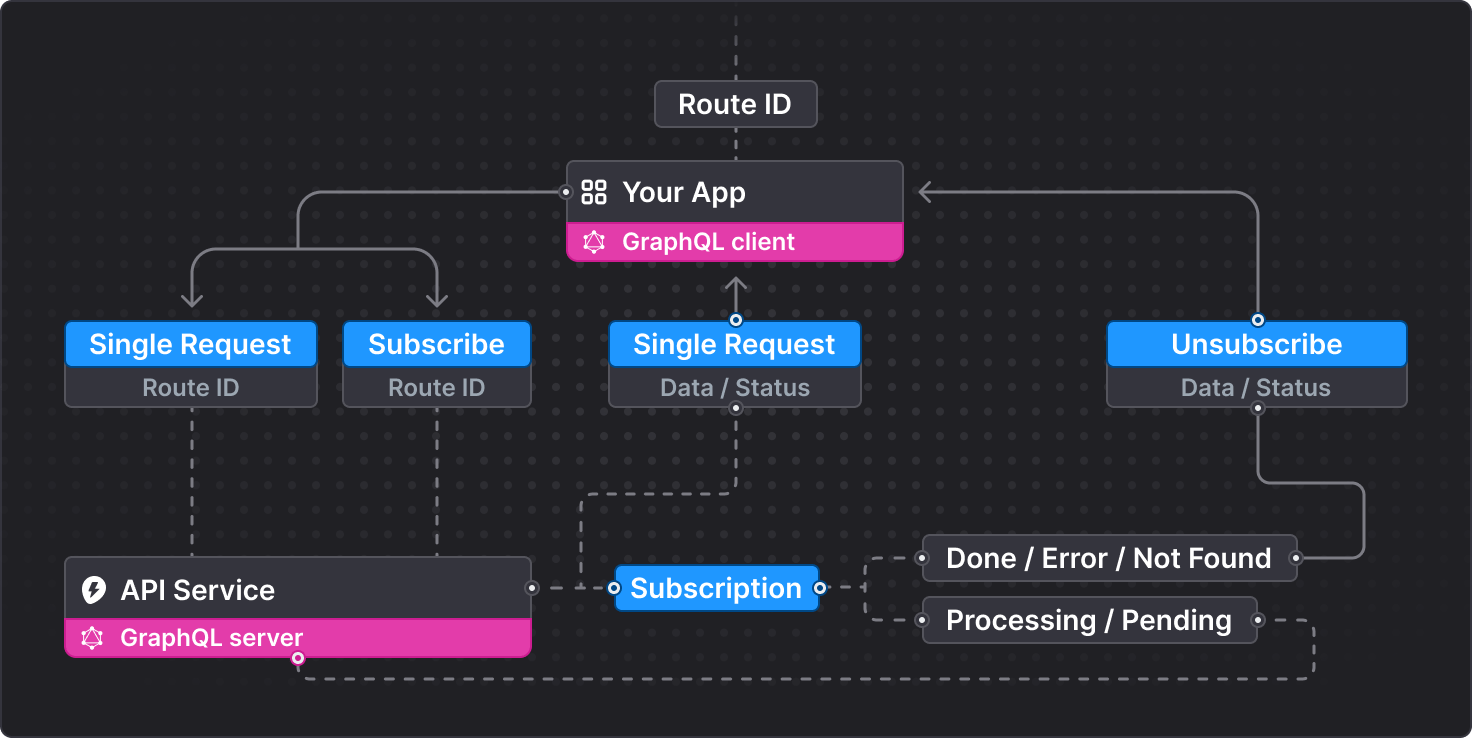 Route ID
Your App
GraphQL client
Single Request
Route ID
Subscribe
Route ID
Single Request
Data / Status
Unsubscribe
Data / Status
API Service
GraphQL server
Subscription
Done / Error / Not Found
Processing / Pending